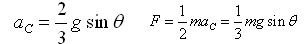 a_C = 2/3 g sin θ    F = 1/2 ma_C = 1/3 mg sin θ